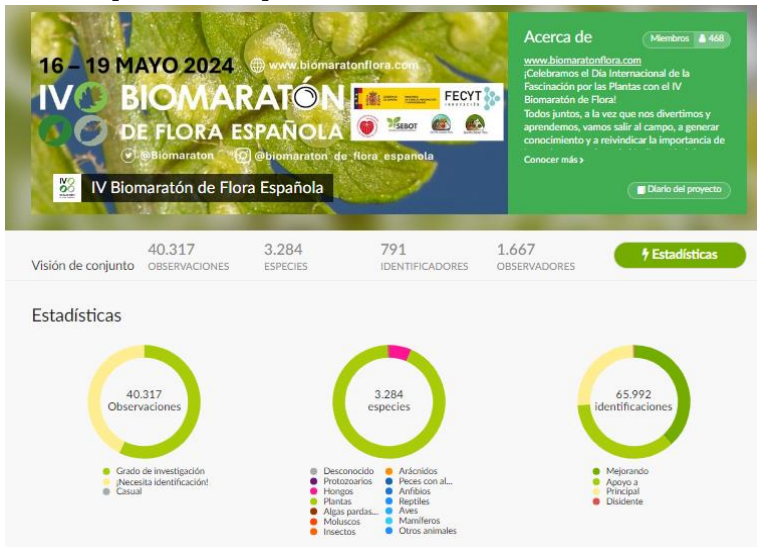 16 – 19 MAYO 2024
www.biomaratonflora.com
IV BIOMARATÓN
DE FLORA ESPAÑOLA
FECYT
INNOVACIÓN
SEBOT
@Biomaraton
@biomaraton_de_flora_espanola
IV Biomaratón de Flora Española
Acerca de
Miembros 468
www.biomaratonflora.com
¡Celebramos el Día Internacional de la
Fascinación por las Plantas con el IV
Biomaratón de Flora!
Todos juntos, a la vez que nos divertimos y
aprendemos, vamos salir al campo, a generar
conocimiento y a reivindicar la importancia de
Conocer más >
Diario del proyecto
Visión de conjunto
40.317
OBSERVACIONES
3.284
ESPECIES
791
IDENTIFICADORES
1.667
OBSERVADORES
Estadísticas
Estadísticas
40.317
Observaciones
Grado de investigación
¡Necesita identificación!
Casual
3.284
especies
Desconocido
Protozoarios
Hongos
Plantas
Algas pardas...
Moluscos
Insectos
Arácnidos
Peces con al...
Anfibios
Reptiles
Aves
Mamíferos
Otros animales
65.992
identificaciones
Mejorando
Apoyo a
Principal
Disidente